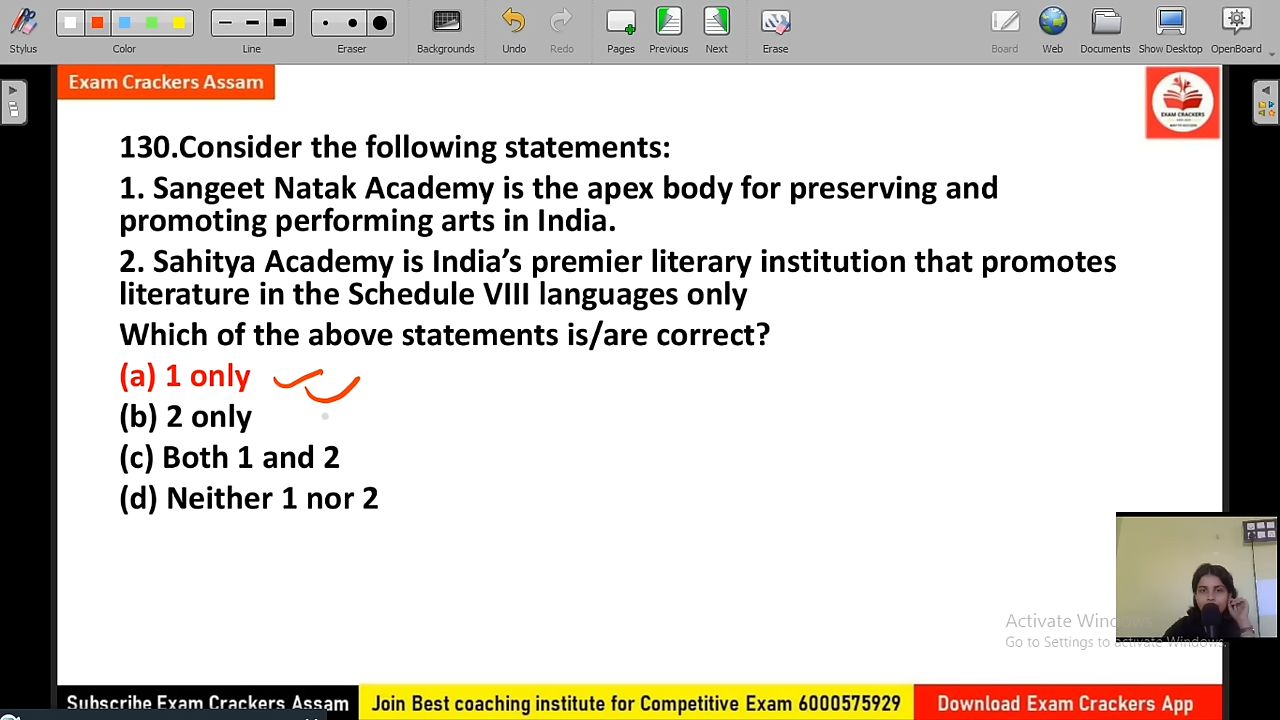 Stylus
Color
Line
Eraser
Backgrounds
Undo
Redo
Pages
Previous
Next
Erase
Board
Web
Documents
Show Desktop
OpenBoard
Exam Crackers Assam
EXAM CRACKERS
130.Consider the following statements:
1. Sangeet Natak Academy is the apex body for preserving and
promoting performing arts in India.
2. Sahitya Academy is India’s premier literary institution that promotes
literature in the Schedule VIII languages only
Which of the above statements is/are correct?
(a) 1 only
(b) 2 only
(c) Both 1 and 2
(d) Neither 1 nor 2
Activate Windows
Go to Settings to activate Windows.
Subscribe Exam Crackers Assam
Join Best coaching institute for Competitive Exam 6000575929
Download Exam Crackers App